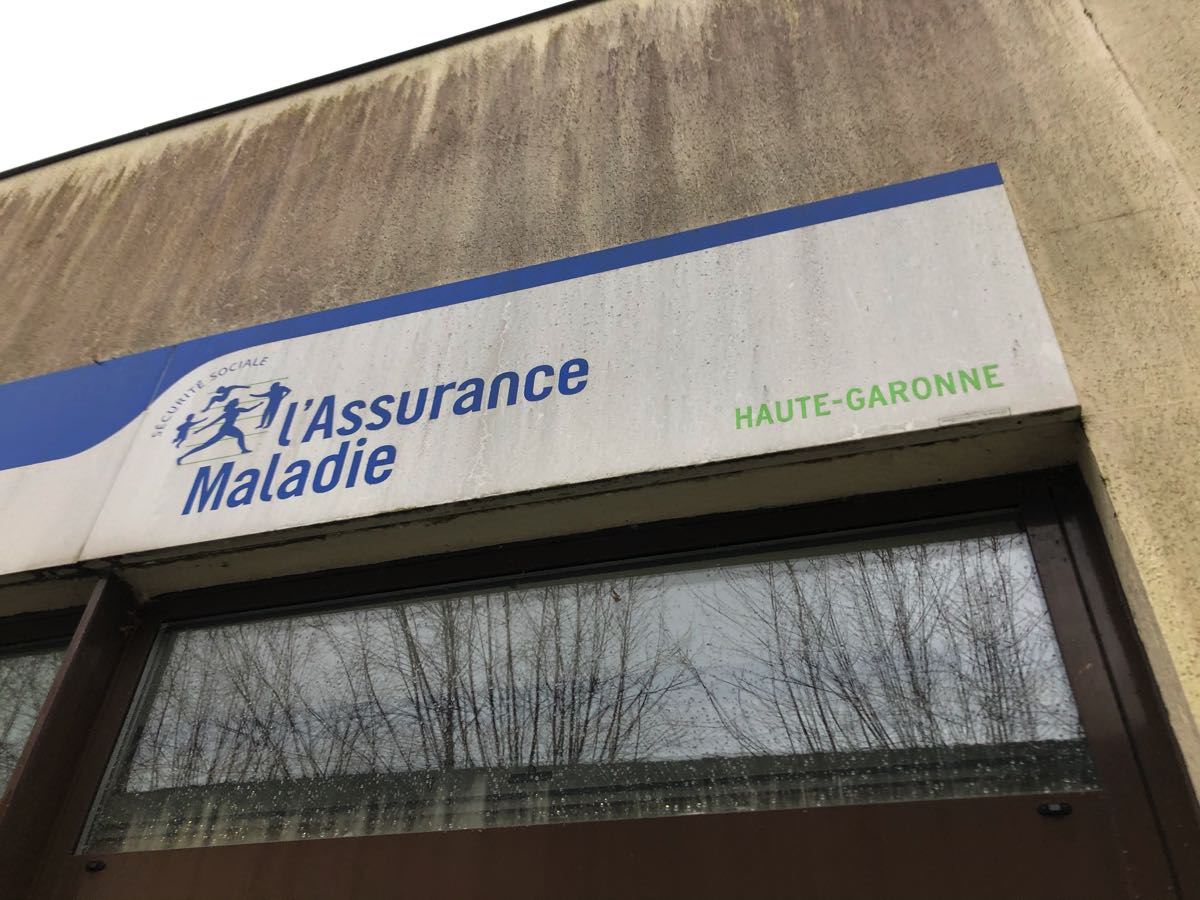 SÉCURITÉ SOCIALE
l'Assurance
Maladie
HAUTE-GARONNE